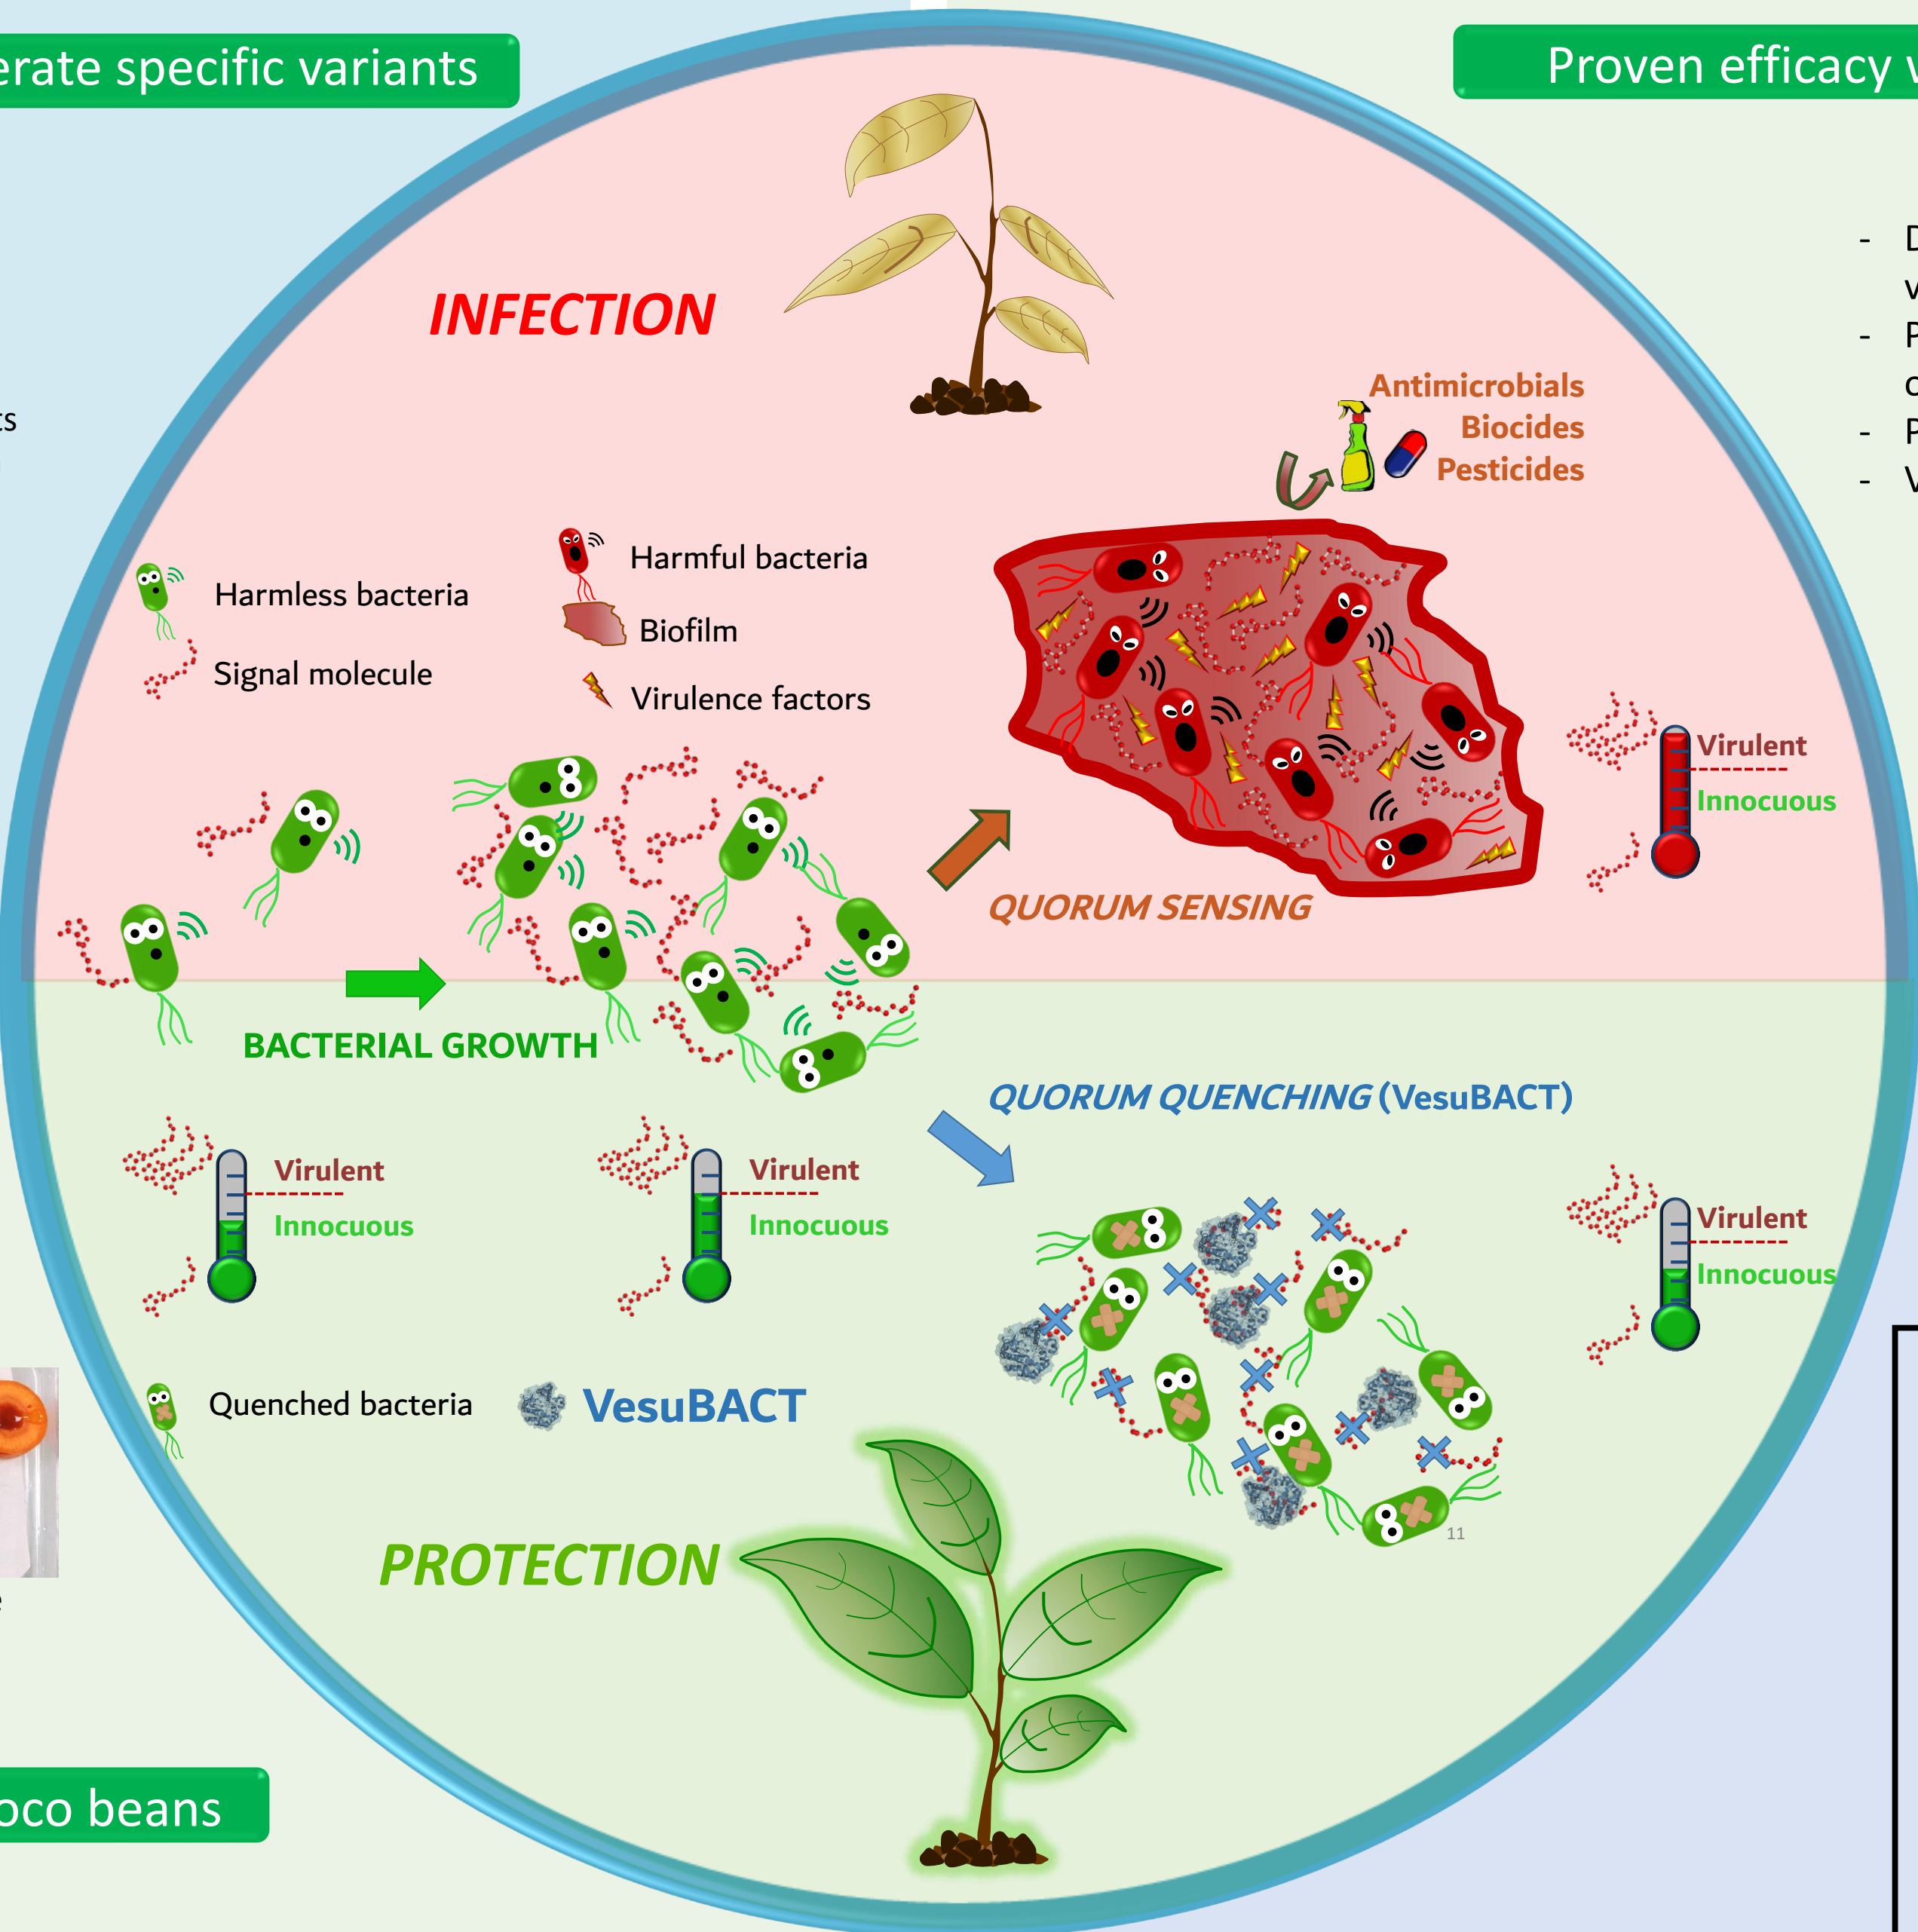 erate specific variants
Proven efficacy
ts
-
-
-
-
INFECTION
Antimicrobials
Biocides
Pesticides
Harmless bacteria
Signal molecule
Harmful bacteria
Biofilm
Virulence factors
Virulent
Innocuous
QUORUM SENSING
BACTERIAL GROWTH
QUORUM QUENCHING (VesuBACT)
Virulent
Innocuous
Virulent
Innocuous
Virulent
Innocuous
Quenched bacteria
VesuBACT
11
PROTECTION
e
oco beans